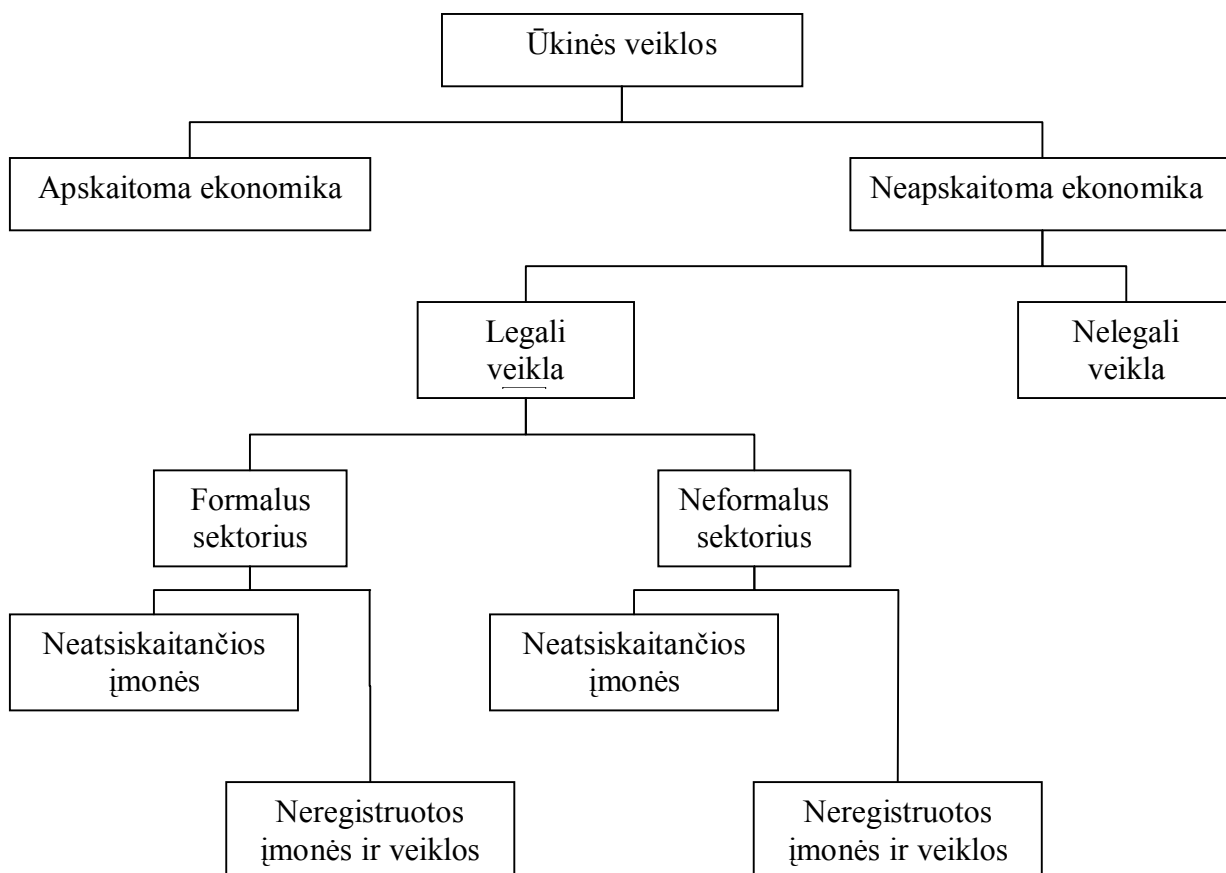 Ūkinės veiklos
Apskaitoma ekonomika
Neapskaitoma ekonomika
Legali
veikla
Nelegali
veikla
Formalus
sektorius
Neformalus
sektorius
Neatsiskaitančios
įmonės
Neatsiskaitančios
įmonės
Neregistruotos
įmonės ir veiklos
Neregistruotos
įmonės ir veiklos